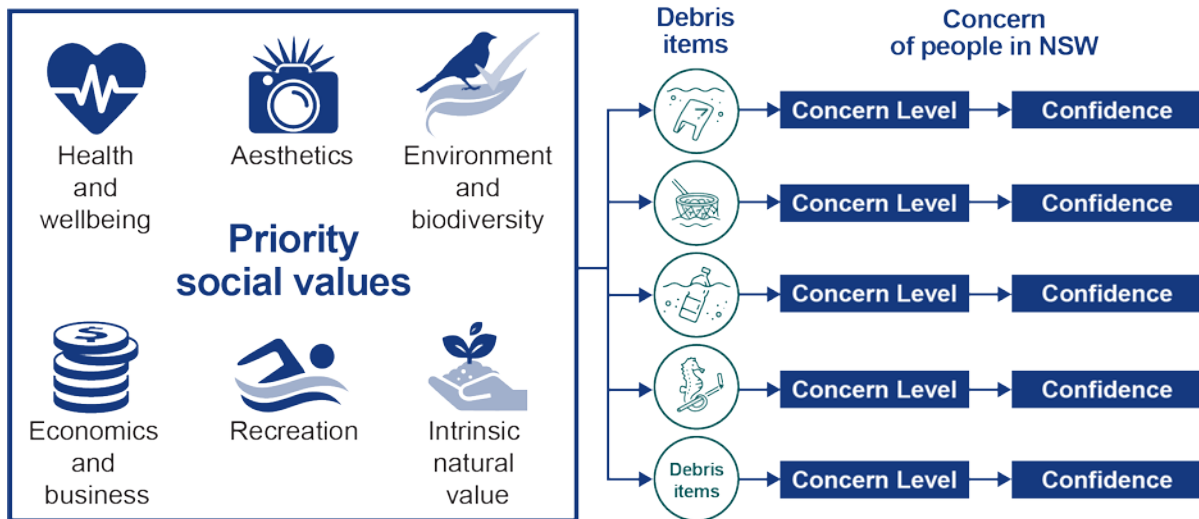 Health
and
wellbeing
Aesthetics
Environment
and
biodiversity
Priority
social values
$
Economics
and
business
Recreation
Intrinsic
natural
value
Debris
items
Concern
of people in NSW
Concern Level
Confidence
Concern Level
Confidence
Concern Level
Confidence
Concern Level
Confidence
Debris
items
Concern Level
Confidence